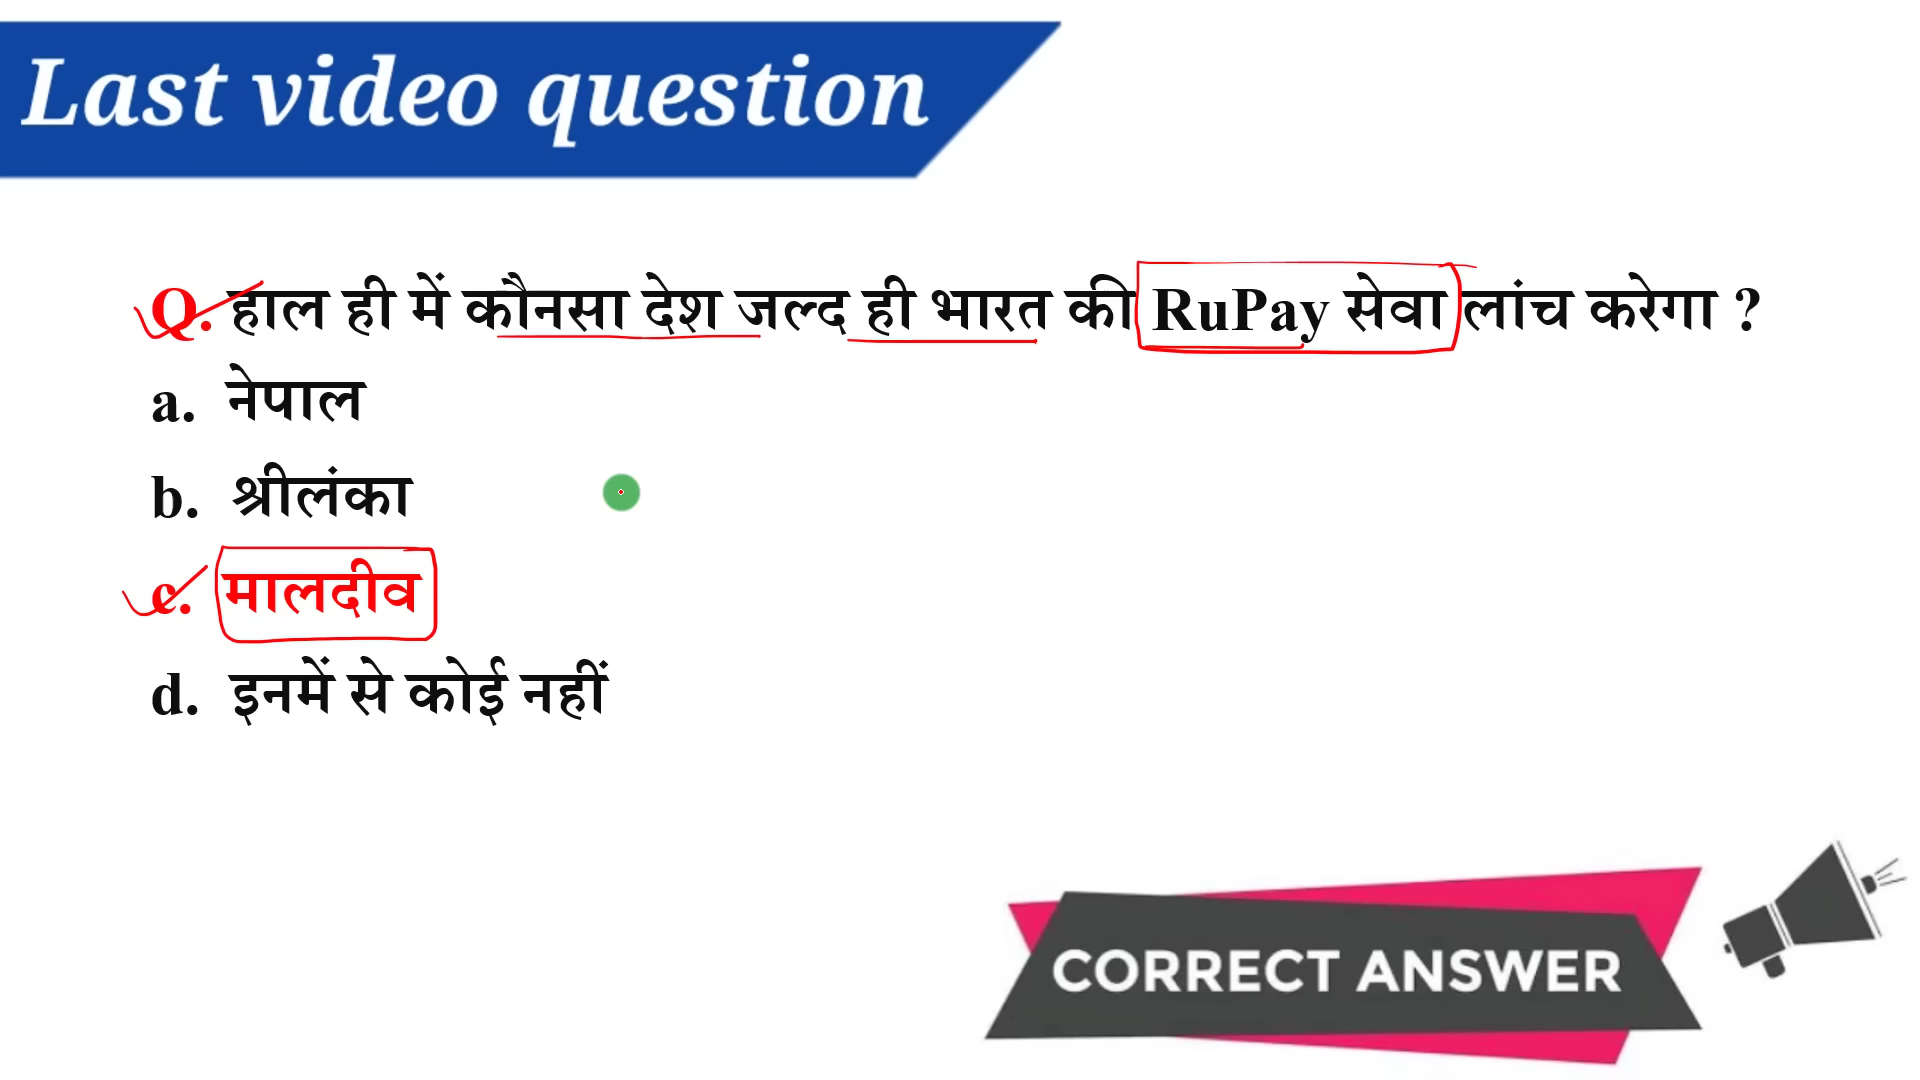 Last video question
Q. हाल ही में कौनसा देश जल्द ही भारत की RuPay सेवा लांच करेगा ?
a. नेपाल
b. श्रीलंका
c. मालदीव
d. इनमें से कोई नहीं
CORRECT ANSWER